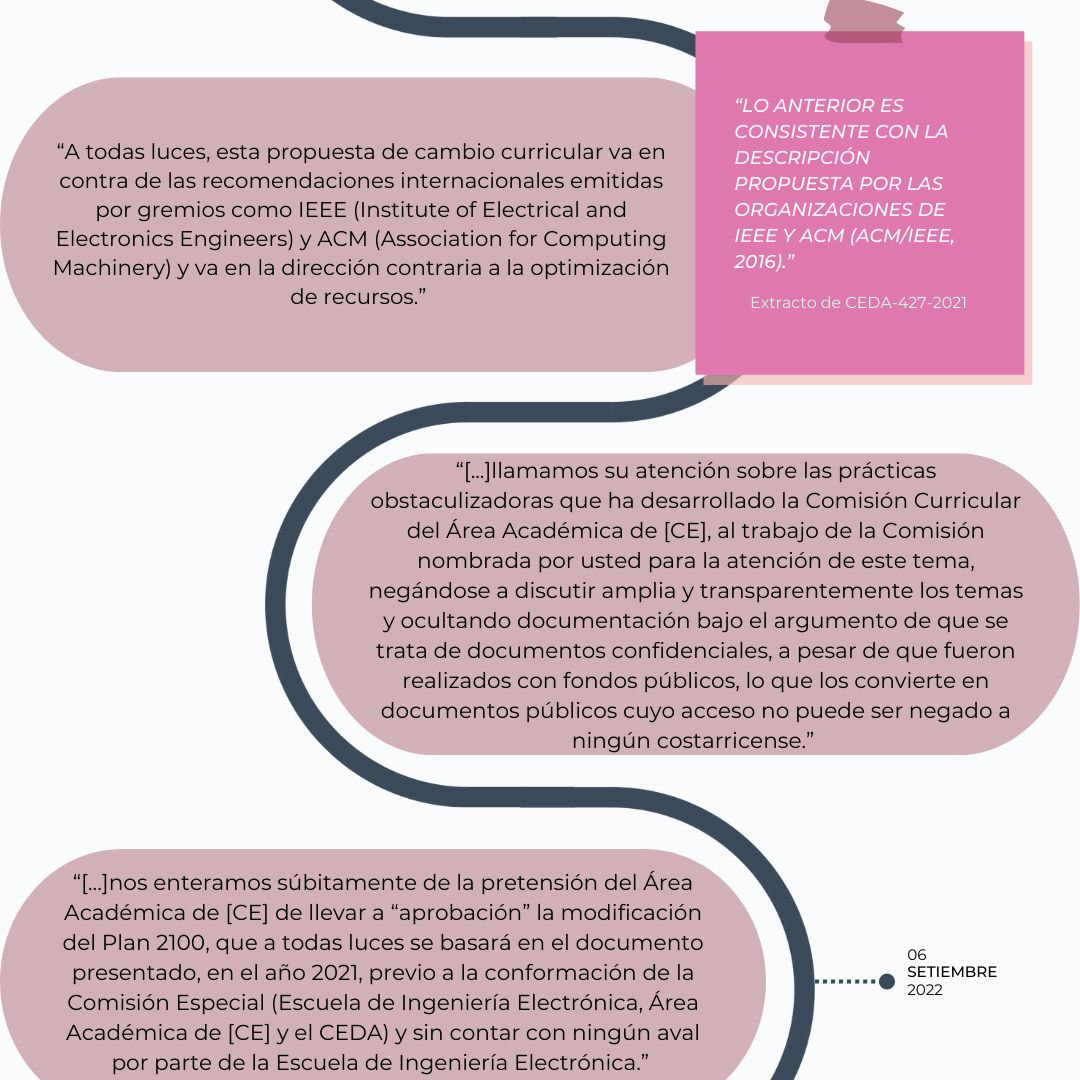 “A todas luces, esta propuesta de cambio curricular va en
contra de las recomendaciones internacionales emitidas
por gremios como IEEE (Institute of Electrical and
Electronics Engineers) y ACM (Association for Computing
Machinery) y va en la dirección contraria a la optimización
de recursos.”
“LO ANTERIOR ES
CONSISTENTE CON LA
DESCRIPCIÓN
PROPUESTA POR LAS
ORGANIZACIONES DE
IEEE Y ACM (ACM/IEEE,
2016).”
Extracto de CEDA-427-2021
“[...]llamamos su atención sobre las prácticas
obstaculizadoras que ha desarrollado la Comisión Curricular
del Área Académica de [CE], al trabajo de la Comisión
nombrada por usted para la atención de este tema,
negándose a discutir amplia y transparentemente los temas
y ocultando documentación bajo el argumento de que se
trata de documentos confidenciales, a pesar de que fueron
realizados con fondos públicos, lo que los convierte en
documentos públicos cuyo acceso no puede ser negado a
ningún costarricense.”
“[...]nos enteramos súbitamente de la pretensión del Área
Académica de [CE] de llevar a “aprobación” la modificación
del Plan 2100, que a todas luces se basará en el documento
presentado, en el año 2021, previo a la conformación de la
Comisión Especial (Escuela de Ingeniería Electrónica, Área
Académica de [CE] y el CEDA) y sin contar con ningún aval
por parte de la Escuela de Ingeniería Electrónica.”
06
SETIEMBRE
2022